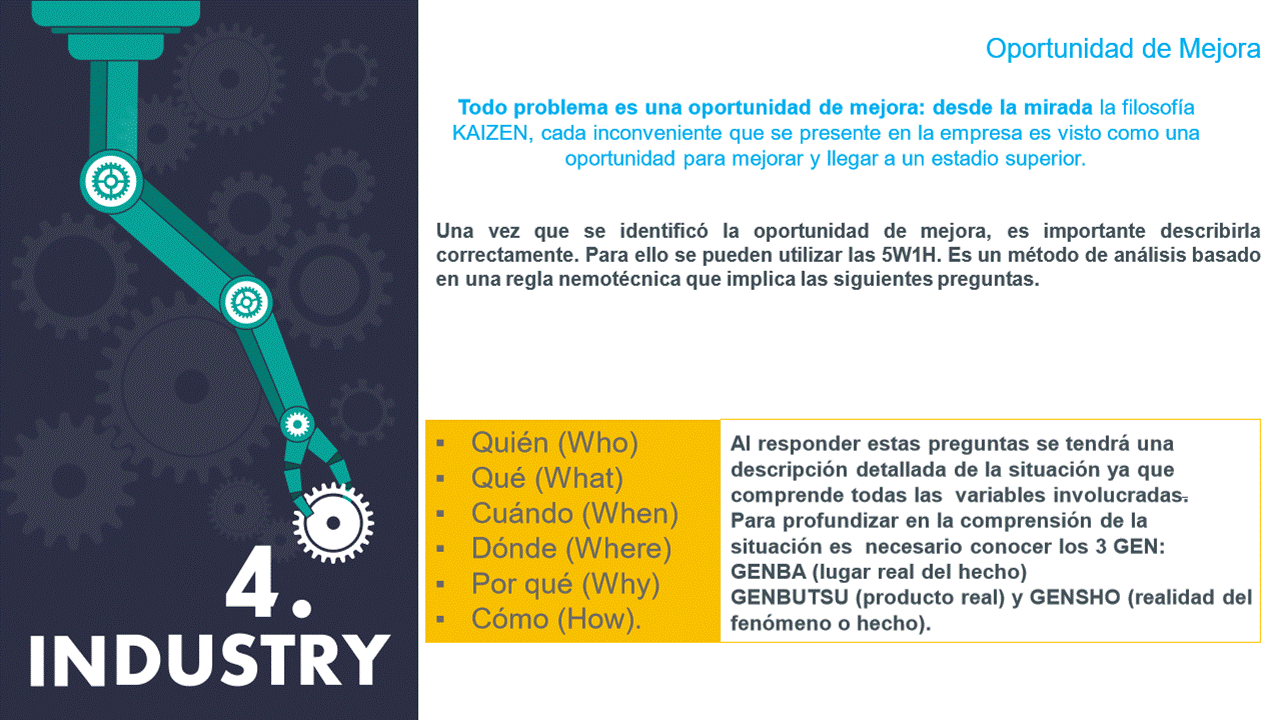 Oportunidad de Mejora
Todo problema es una oportunidad de mejora: desde la mirada la filosofía
KAIZEN, cada inconveniente que se presente en la empresa es visto como una
oportunidad para mejorar y llegar a un estadio superior.
Una vez que se identificó la oportunidad de mejora, es importante describirla
correctamente. Para ello se pueden utilizar las 5W1H. Es un método de análisis basado
en una regla nemotécnica que implica las siguientes preguntas.
▪ Quién (Who)
▪ Qué (What)
▪ Cuándo (When)
▪ Dónde (Where)
▪ Por qué (Why)
▪ Cómo (How).
Al responder estas preguntas se tendrá una
descripción detallada de la situación ya que
comprende todas las variables involucradas.
Para profundizar en la comprensión de la
situación es necesario conocer los 3 GEN:
GENBA (lugar real del hecho)
GENBUTSU (producto real) y GENSHO (realidad del
fenómeno o hecho).
4.
INDUSTRY